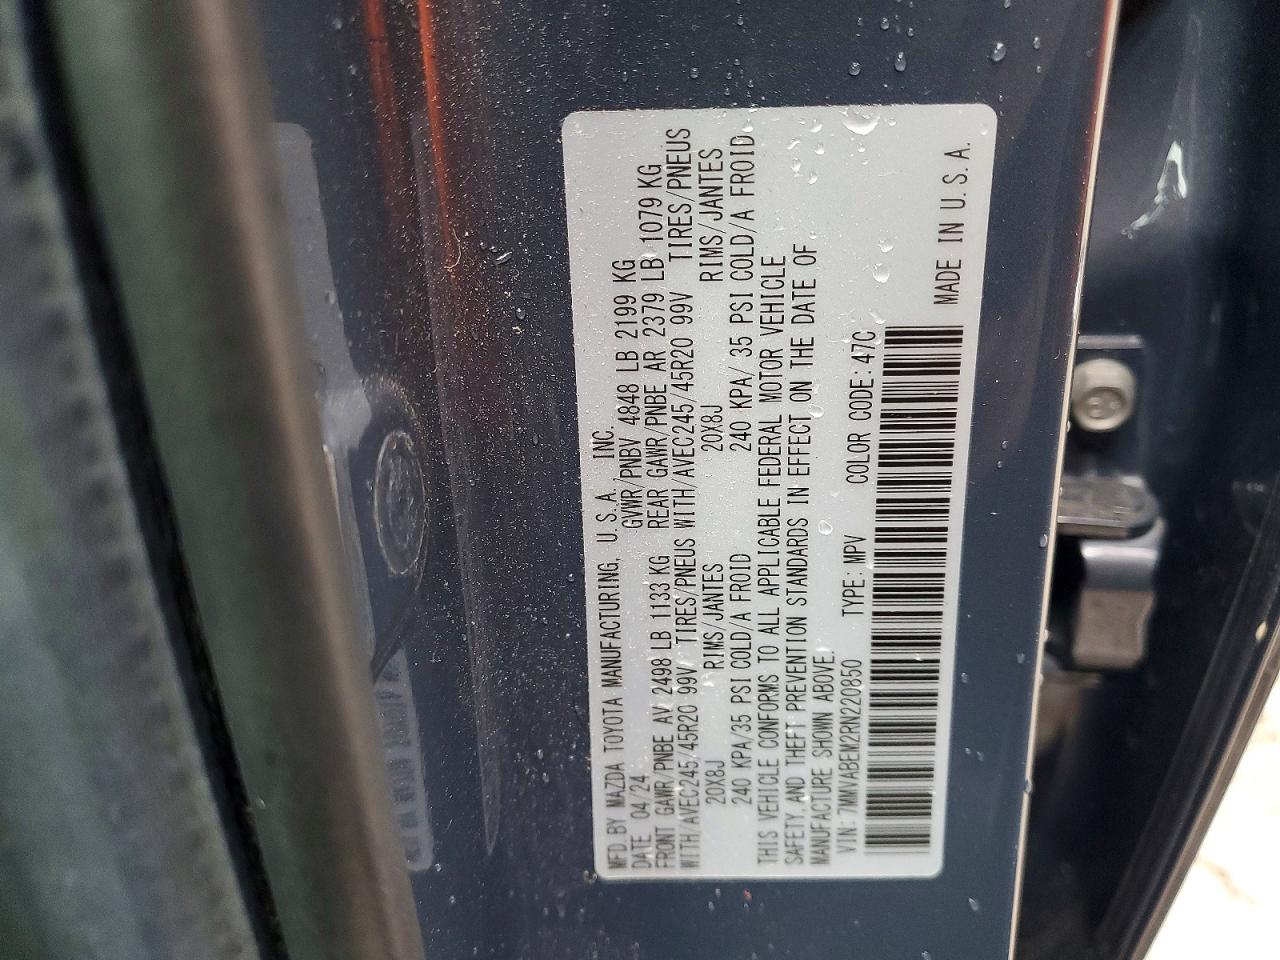 MFD BY MAZDA TOYOTA MANUFACTURING, U.S.A., INC.
DATE 04/24 GVWR/PNBV 4848 LB 2199 KG
FRONT GAWR/PNBE AV 2498 LB 1133 KG REAR GAWR/PNBE AR 2379 LB 1079 KG
WITH/AVEC245/45R20 99V TIRES/PNEUS WITH/AVEC245/45R20 99V TIRES/PNEUS
20X8J RIMS/JANTES 20X8J RIMS/JANTES
240 KPA/35 PSI COLD/A FROID 240 KPA/ 35 PSI COLD/A FROID
THIS VEHICLE CONFORMS TO ALL APPLICABLE FEDERAL MOTOR VEHICLE
SAFETY AND THEFT PREVENTION STANDARDS IN EFFECT ON THE DATE OF
MANUFACTURE SHOWN ABOVE.
VIN: 7MMVABEM2RN220850 TYPE: MPV COLOR CODE: 47C
MADE IN U.S.A.